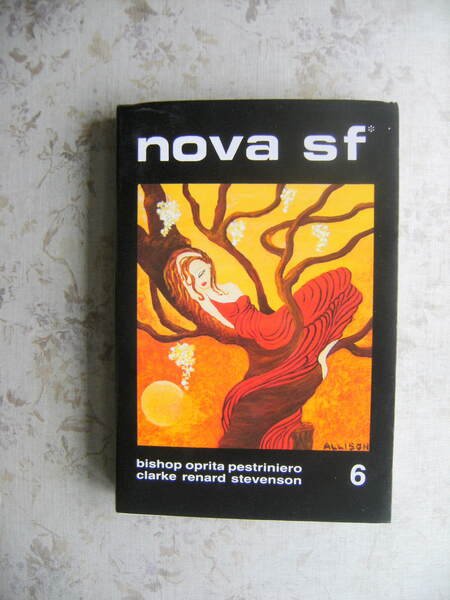 nova sf*
ALLISON
bishop oprita pestriniero
clarke renard stevenson
6